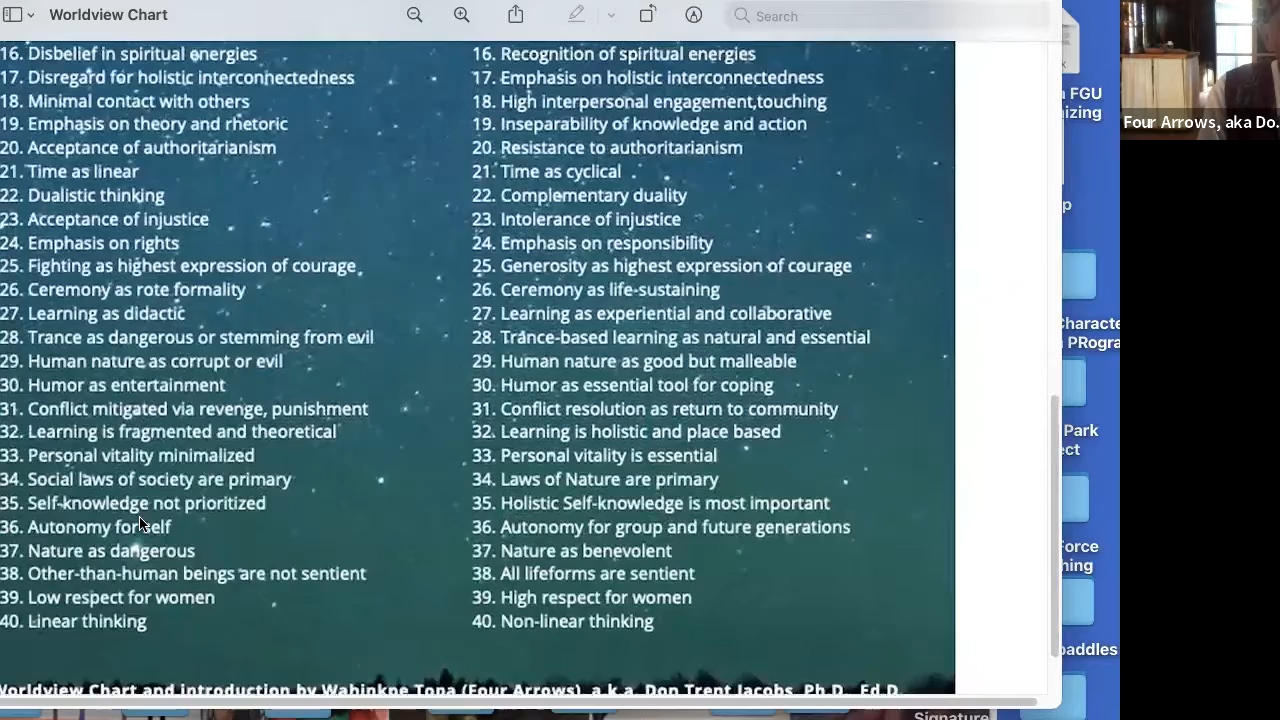 Worldview Chart
Search
16. Disbelief in spiritual energies
17. Disregard for holistic interconnectedness
18. Minimal contact with others
19. Emphasis on theory and rhetoric
20. Acceptance of authoritarianism
21. Time as linear
22. Dualistic thinking
23. Acceptance of injustice
24. Emphasis on rights
25. Fighting as highest expression of courage
26. Ceremony as rote formality
27. Learning as didactic
28. Trance as dangerous or stemming from evil
29. Human nature as corrupt or evil
30. Humor as entertainment
31. Conflict mitigated via revenge, punishment
32. Learning is fragmented and theoretical
33. Personal vitality minimalized
34. Social laws of society are primary
35. Self-knowledge not prioritized
36. Autonomy for self
37. Nature as dangerous
38. Other-than-human beings are not sentient
39. Low respect for women
40. Linear thinking
16. Recognition of spiritual energies
17. Emphasis on holistic interconnectedness
18. High interpersonal engagement,touching
19. Inseparability of knowledge and action
20. Resistance to authoritarianism
21. Time as cyclical
22. Complementary duality
23. Intolerance of injustice
24. Emphasis on responsibility
25. Generosity as highest expression of courage
26. Ceremony as life-sustaining
27. Learning as experiential and collaborative
28. Trance-based learning as natural and essential
29. Human nature as good but malleable
30. Humor as essential tool for coping
31. Conflict resolution as return to community
32. Learning is holistic and place based
33. Personal vitality is essential
34. Laws of Nature are primary
35. Holistic Self-knowledge is most important
36. Autonomy for group and future generations
37. Nature as benevolent
38. All lifeforms are sentient
39. High respect for women
40. Non-linear thinking
Worldview Chart and introduction by Wahinkpe Topa (Four Arrows), a.k.a. Don Trent Jacobs, Ph.D., Ed.D.
FGU
izing
p
Characte
PRogra
Park
ect
Force
ning
paddles
Signature
Four Arrows, aka Do.